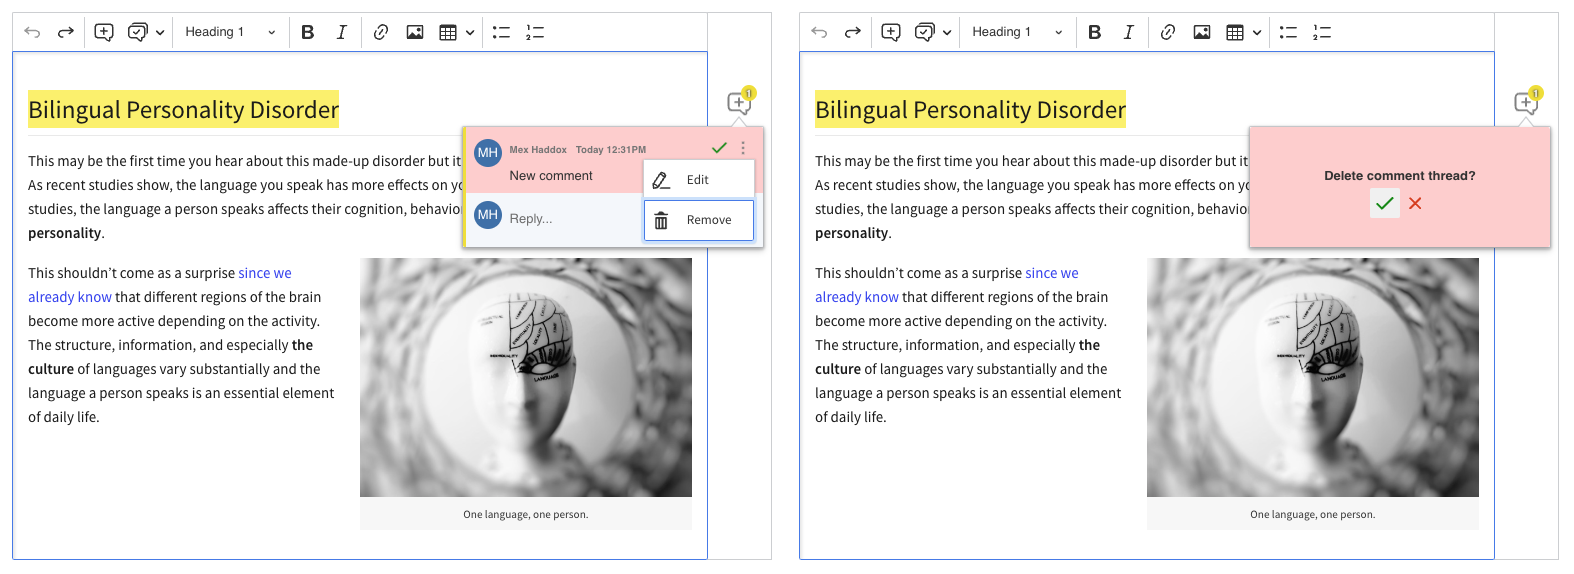 Heading 1
B I
Bilingual Personality Disorder
1
This may be the first time you hear about this made-up disorder but it
As recent studies show, the language you speak has more effects on yo
studies, the language a person speaks affects their cognition, behavior
personality.
MH Mex Haddox Today 12:31PM
New comment
MH Reply...
Edit
Remove
This shouldn’t come as a surprise since we
already know that different regions of the brain
become more active depending on the activity.
The structure, information, and especially the
culture of languages vary substantially and the
language a person speaks is an essential element
of daily life.
INDIVIDUALITY
LANGUAGE
One language, one person.
Heading 1
B I
Bilingual Personality Disorder
1
This may be the first time you hear about this made-up disorder but it
As recent studies show, the language you speak has more effects on yo
studies, the language a person speaks affects their cognition, behavior
personality.
Delete comment thread?
This shouldn’t come as a surprise since we
already know that different regions of the brain
become more active depending on the activity.
The structure, information, and especially the
culture of languages vary substantially and the
language a person speaks is an essential element
of daily life.
INDIVIDUALITY
LANGUAGE
One language, one person.